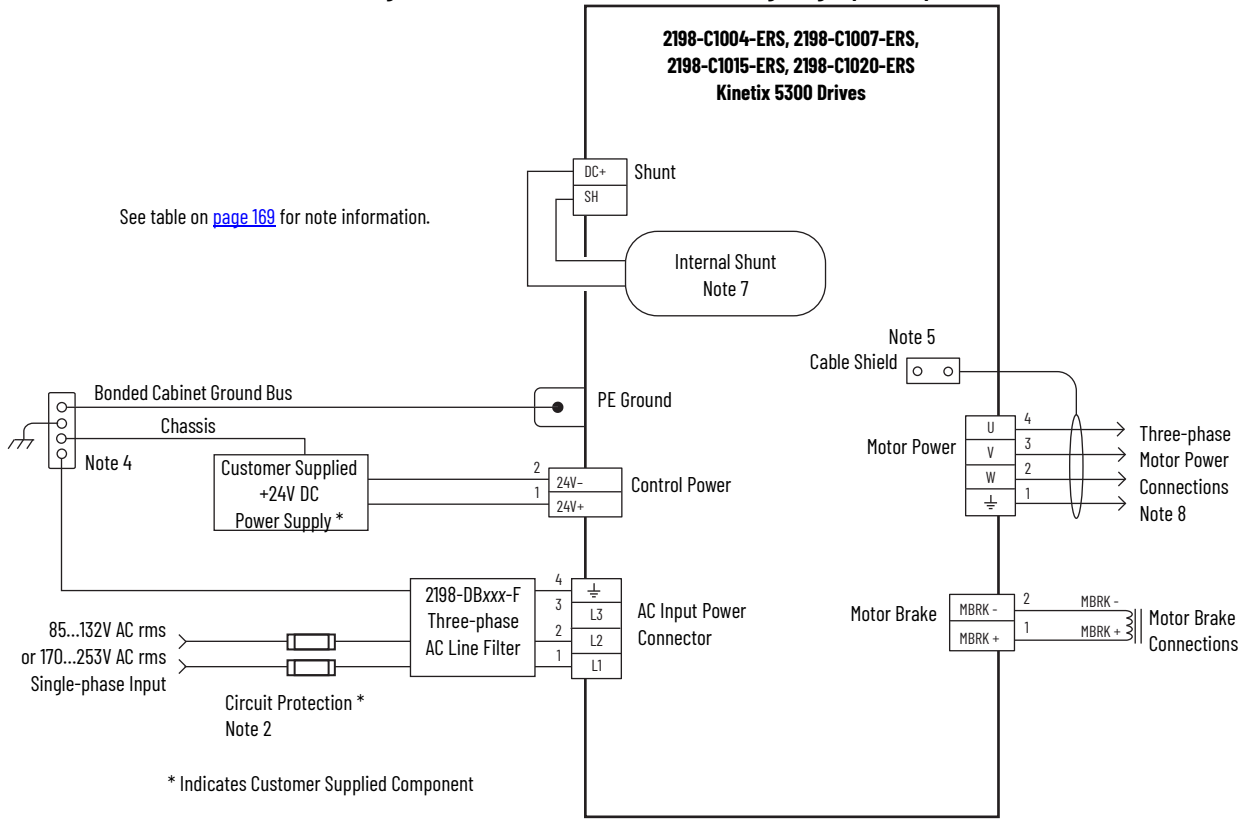 2198-C1004-ERS, 2198-C1007-ERS,
2198-C1015-ERS, 2198-C1020-ERS
Kinetix 5300 Drives
DC+
Shunt
SH
See table on page 169 for note information.
Internal Shunt
Note 7
Note 5
Cable Shield
Bonded Cabinet Ground Bus
PE Ground
Chassis
Note 4
Customer Supplied
+24V DC
Power Supply *
2
24V-
1
24V+
Control Power
Motor Power
U
4
V
3
W
2
1
Three-phase
Motor Power
Connections
Note 8
2198-DBxxx-F
Three-phase
AC Line Filter
4
3
L3
2
L2
1
L1
AC Input Power
Connector
85...132V AC rms
or 170...253V AC rms
Single-phase Input
Circuit Protection *
Note 2
Motor Brake
MBRK -
2
MBRK -
MBRK +
1
MBRK +
Motor Brake
Connections
* Indicates Customer Supplied Component